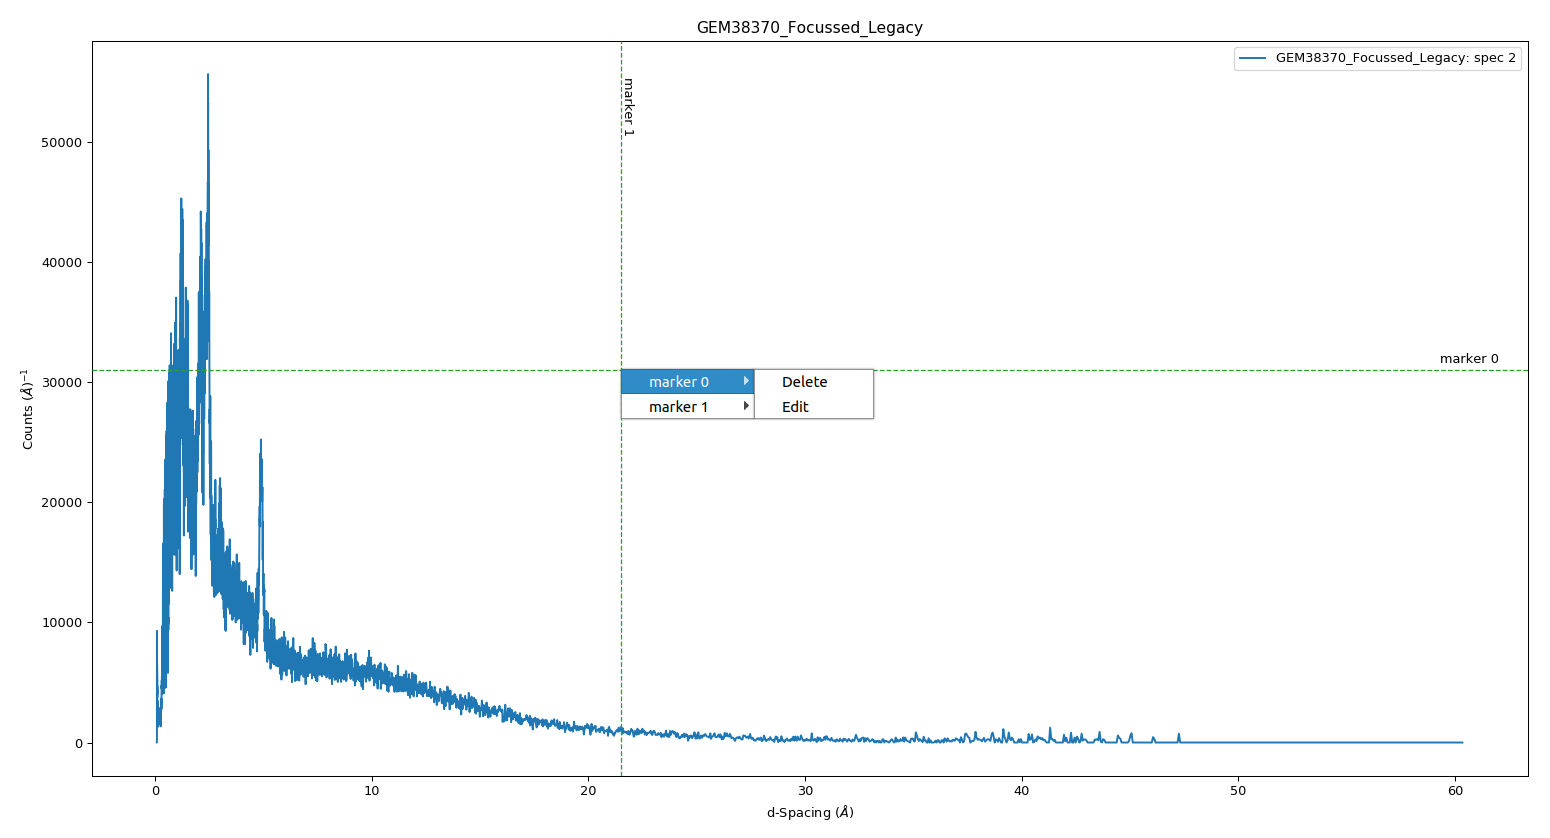 GEM38370_Focussed_Legacy
GEM38370_Focussed_Legacy: spec 2
marker 1
50000
40000
marker 0
30000
marker 0
Delete
marker 1
Edit
Counts (Å)⁻¹
20000
10000
0
0 10 20 30 40 50 60
d-Spacing (Å)